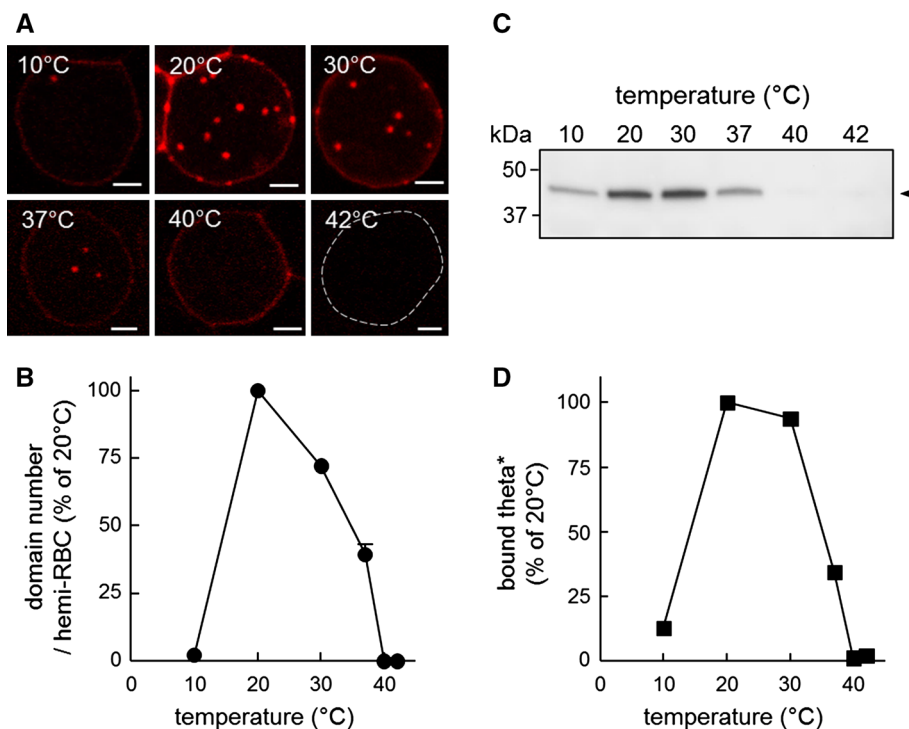 A
10°C
20°C
30°C
37°C
40°C
42°C
B
domain number
/ hemi-RBC (% of 20°C)
100
75
50
25
0
0
10
20
30
40
temperature (°C)
C
temperature (°C)
kDa
10
20
30
37
40
42
50
37
D
bound theta*
(% of 20°C)
100
75
50
25
0
0
10
20
30
40
temperature (°C)